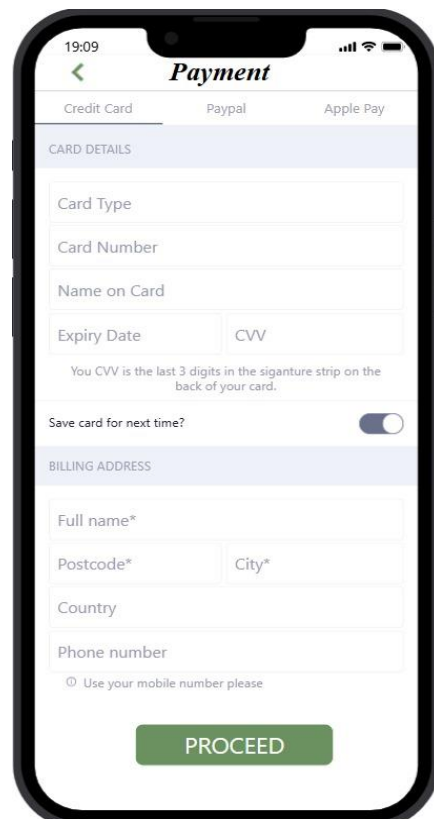 19:09
Payment
Credit Card Paypal Apple Pay
CARD DETAILS
Card Type
Card Number
Name on Card
Expiry Date CVV
You CVV is the last 3 digits in the siganture strip on the
back of your card.
Save card for next time?
BILLING ADDRESS
Full name*
Postcode* City*
Country
Phone number
Use your mobile number please
PROCEED